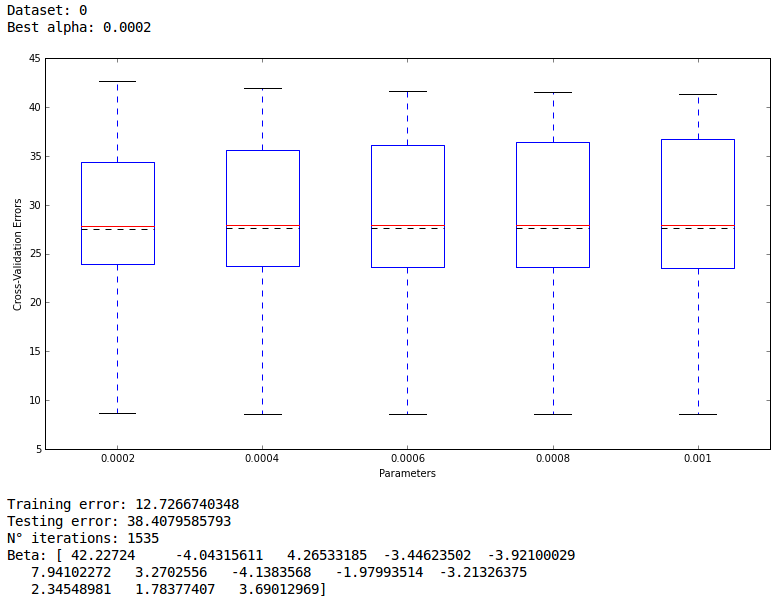 Dataset: 0
Best alpha: 0.0002
45
40
35
30
25
20
15
10
5
Cross-Validation Errors
0.0002 0.0004 0.0006 0.0008 0.001
Parameters
Training error: 12.7266740348
Testing error: 38.4079585793
N° iterations: 1535
Beta: [ 42.22724 -4.04315611 4.26533185 -3.44623502 -3.92100029
7.94102272 3.2702556 -4.1383568 -1.97993514 -3.21326375
2.34548981 1.78377407 3.69012969]